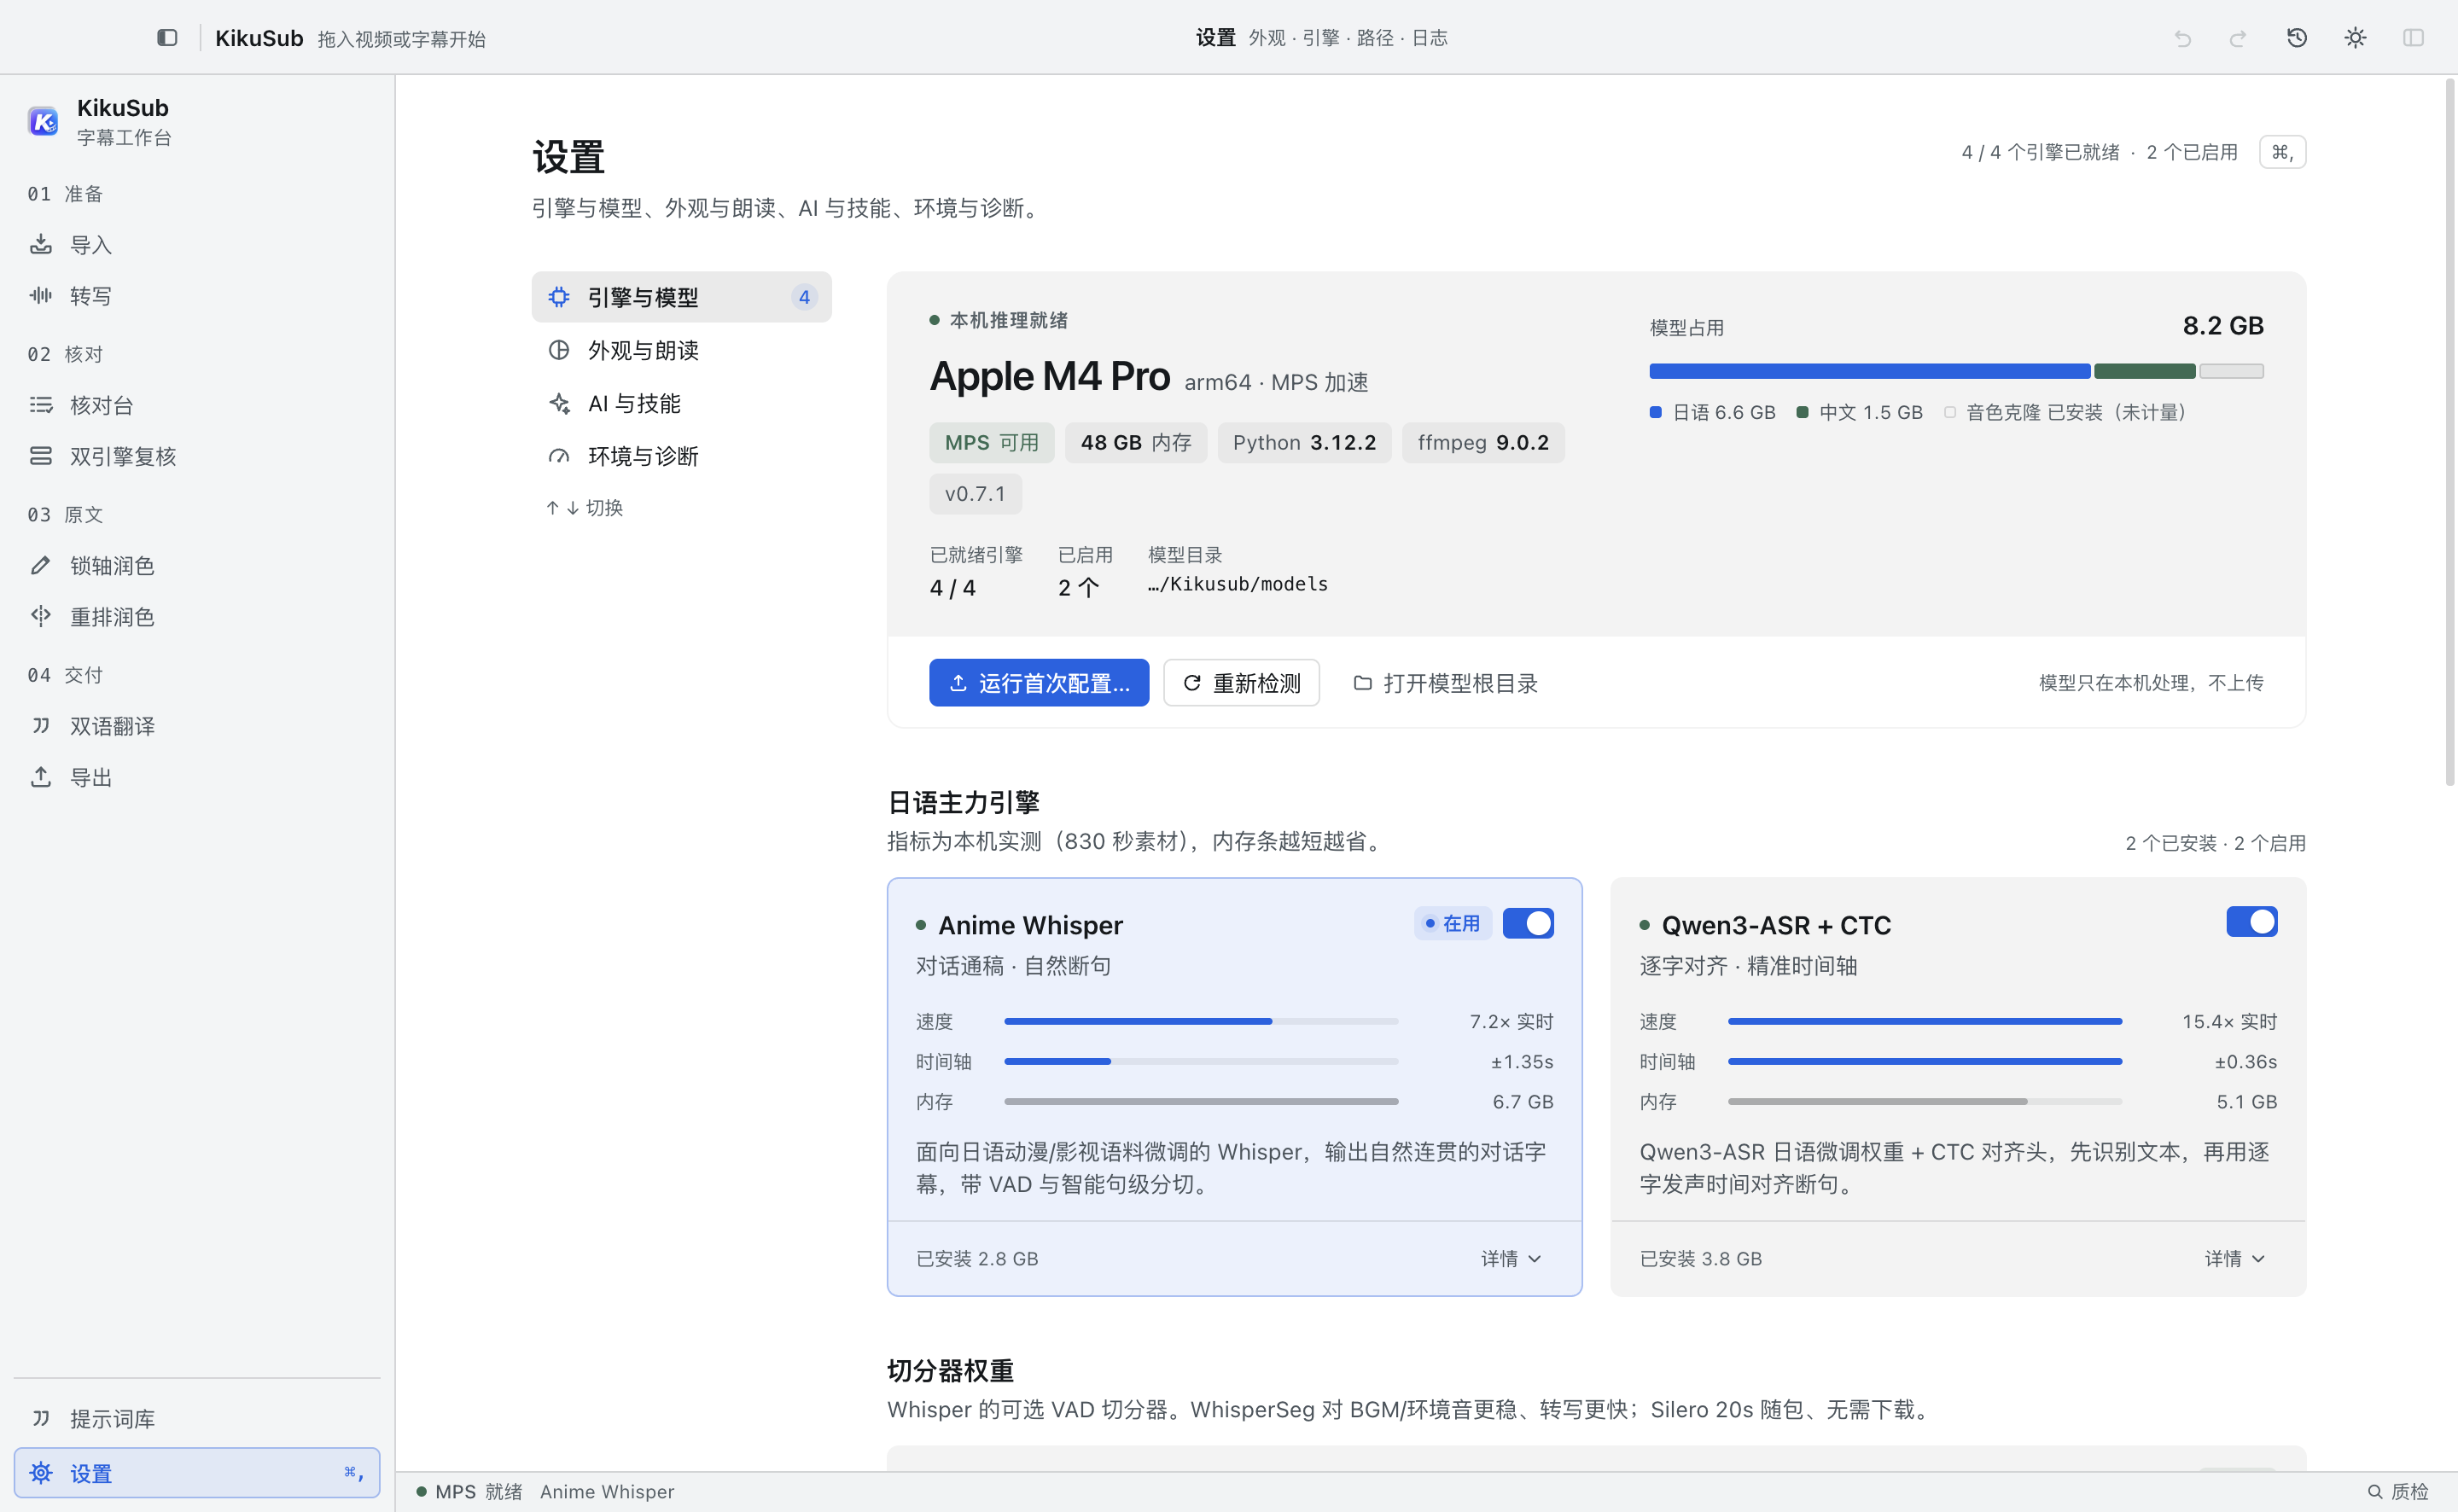 KikuSub 拖入视频或字幕开始
设置 外观 · 引擎 · 路径 · 日志
KikuSub
字幕工作台
01 准备
导入
转写
02 核对
核对台
双引擎复核
03 原文
锁轴润色
重排润色
04 交付
双语翻译
导出
提示词库
设置 ⌘,
设置
4 / 4 个引擎已就绪 · 2 个已启用 ⌘,
引擎与模型、外观与朗读、AI 与技能、环境与诊断。
引擎与模型 4
外观与朗读
AI 与技能
环境与诊断
↑ ↓ 切换
本机推理就绪
Apple M4 Pro arm64 · MPS 加速
MPS 可用 48 GB 内存 Python 3.12.2 ffmpeg 9.0.2
v0.7.1
已就绪引擎 已启用 模型目录
4 / 4 2 个 …/Kikusub/models
模型占用 8.2 GB
日语 6.6 GB 中文 1.5 GB 音色克隆 已安装（未计量）
运行首次配置... 重新检测 打开模型根目录 模型只在本机处理，不上传
日语主力引擎
指标为本机实测（830 秒素材），内存条越短越省。 2 个已安装 · 2 个启用
Anime Whisper 在用
对话通稿 · 自然断句
速度 7.2× 实时
时间轴 ±1.35s
内存 6.7 GB
面向日语动漫/影视语料微调的 Whisper，输出自然连贯的对话字
幕，带 VAD 与智能句级分切。
已安装 2.8 GB 详情
Qwen3-ASR + CTC
逐字对齐 · 精准时间轴
速度 15.4× 实时
时间轴 ±0.36s
内存 5.1 GB
Qwen3-ASR 日语微调权重 + CTC 对齐头，先识别文本，再用逐
字发声时间对齐断句。
已安装 3.8 GB 详情
切分器权重
Whisper 的可选 VAD 切分器。WhisperSeg 对 BGM/环境音更稳、转写更快；Silero 20s 随包、无需下载。
MPS 就绪 Anime Whisper 质检